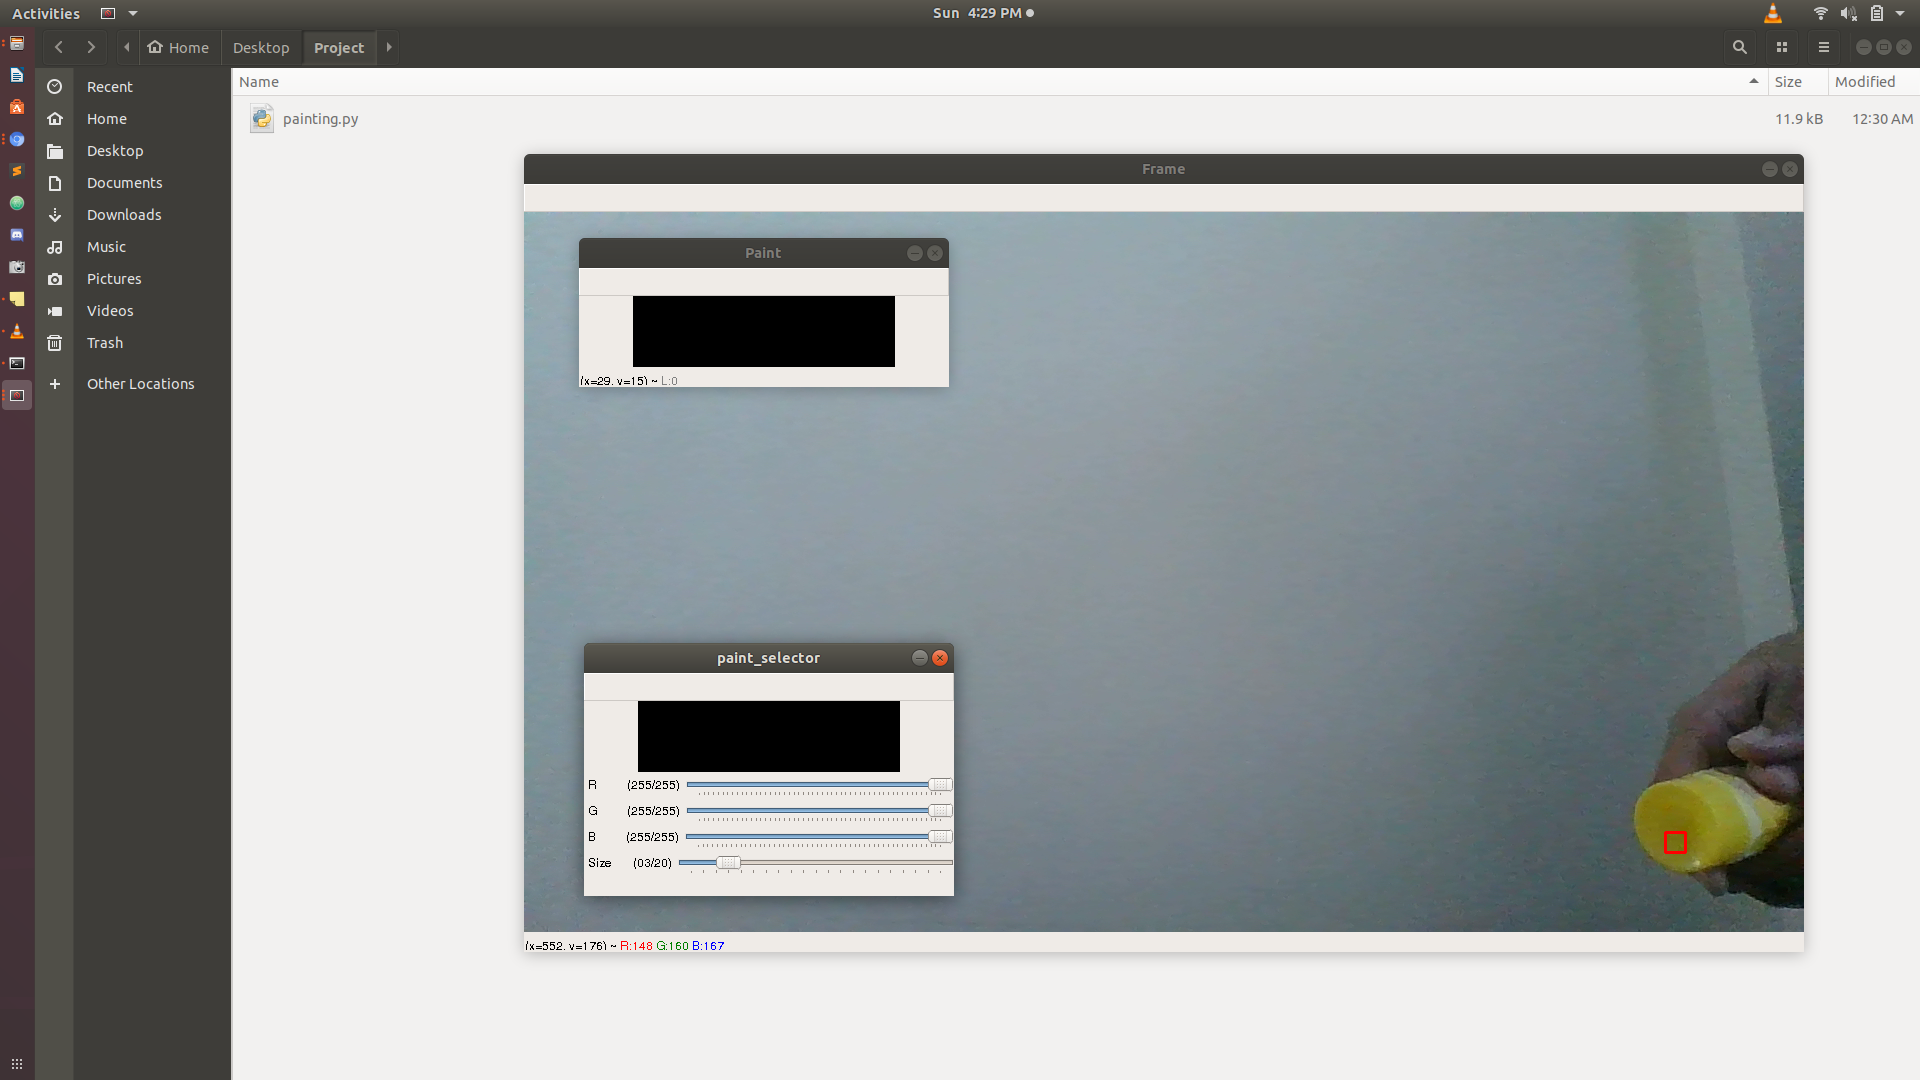 Activities
Sun 4:29 PM
Home
Desktop
Project
Recent
Home
Desktop
Documents
Downloads
Music
Pictures
Videos
Trash
Other Locations
Name
Size
Modified
painting.py
11.9 kB
12:30 AM
Frame
Paint
(x=29, y=15) ~ L:0
paint_selector
R (255/255)
G (255/255)
B (255/255)
Size (03/20)
(x=552, y=176) ~ R:148 G:160 B:167